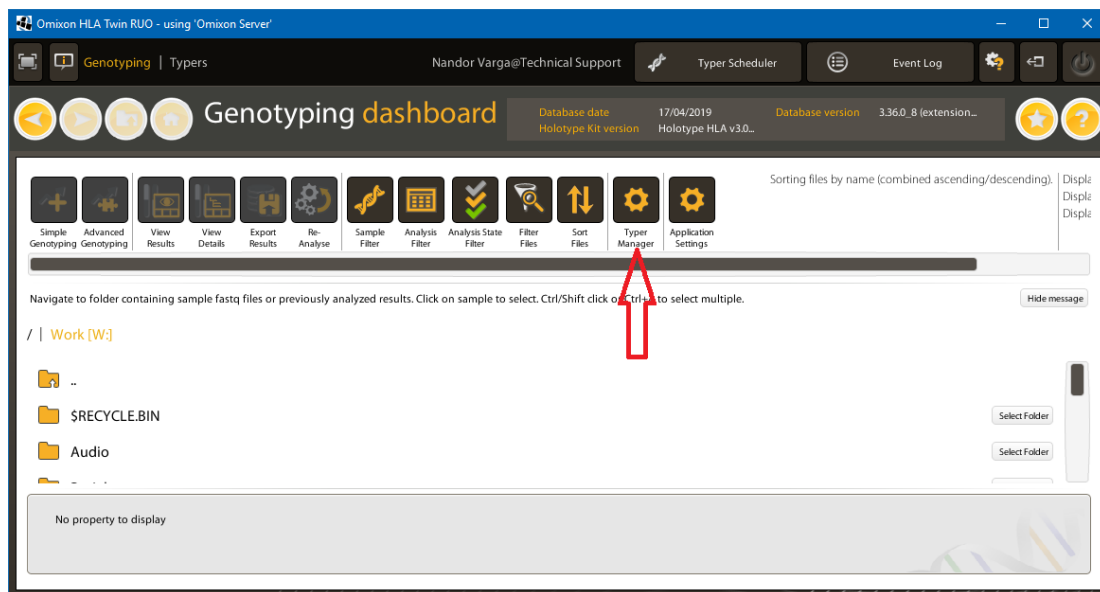 Omixon HLA Twin RUO - using 'Omixon Server'
Genotyping | Typers
Nandor Varga@Technical Support
Typer Scheduler
Event Log
Genotyping dashboard
Database date 17/04/2019 Database version 3.36.0_8 (extension...
Holotype Kit version Holotype HLA v3.0...
Sorting files by name (combined ascending/descending).
Displa
Displa
Displa
Simple Genotyping
Advanced Genotyping
View Results
View Details
Export Results
Re-Analyse
Sample Filter
Analysis Filter
Analysis State Filter
Filter Files
Sort Files
Typer Manager
Application Settings
Navigate to folder containing sample fastq files or previously analyzed results. Click on sample to select. Ctrl/Shift click or Ctrl+ to select multiple.
Hide message
/ | Work [W:]
..
$RECYCLE.BIN
Select Folder
Audio
Select Folder
No property to display